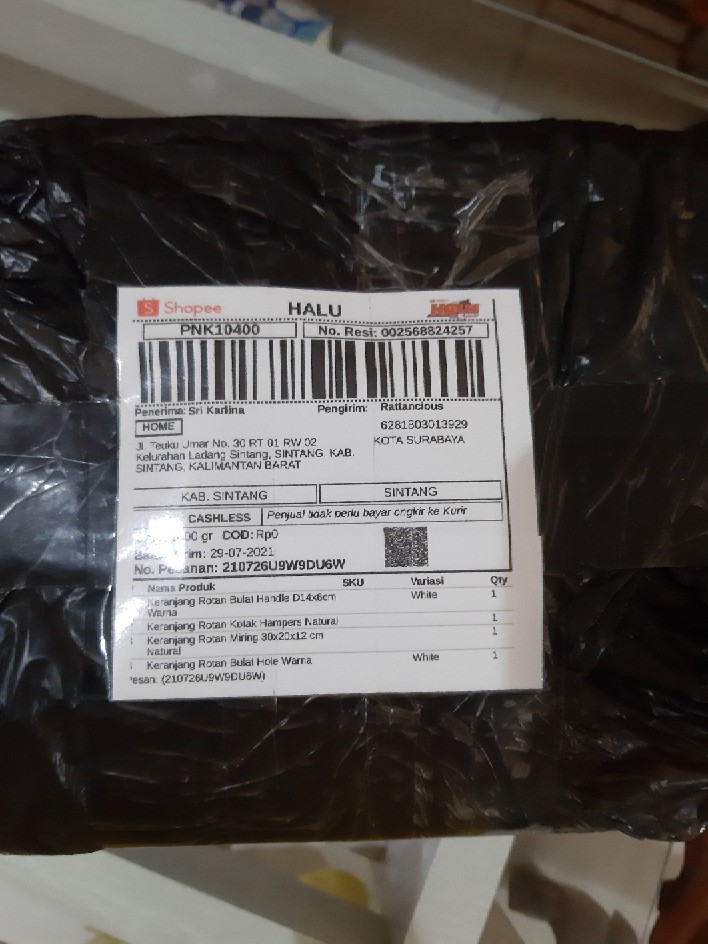 Shopee HALU
PNK10400 No. Resi: 002568824257
Penerima: Sri Karlina Pengirim: Rattancious
HOME 6281803013929
Jl. Teuku Umar No. 30 RT 01 RW 02 KOTA SURABAYA
Kelurahan Ladang Sintang, SINTANG, KAB.
SINTANG, KALIMANTAN BARAT
KAB. SINTANG SINTANG
CASHLESS Penjual tidak perlu bayar ongkir ke Kurir
00 gr COD: Rp0
29-07-2021
No. Pesanan: 210726U9W9DU6W
Nama Produk SKU Variasi Qty
Keranjang Rotan Bulat Handle D14x6cm White 1
Warna
Keranjang Rotan Kotak Hampers Natural 1
Keranjang Rotan Miring 30x20x12 cm 1
Natural
Keranjang Rotan Bulat Hole Warna White 1
esan: (210726U9W9DU6W)